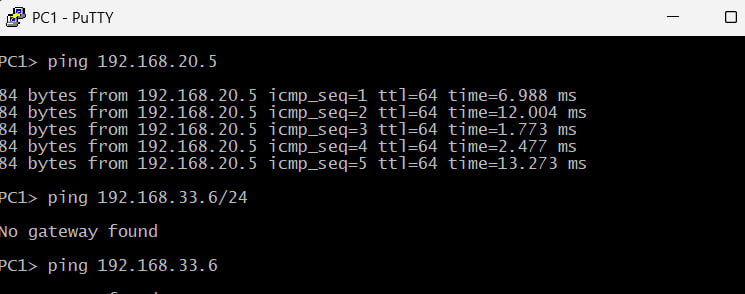 PC1 - PuTTY
PC1> ping 192.168.20.5
84 bytes from 192.168.20.5 icmp_seq=1 ttl=64 time=6.988 ms
84 bytes from 192.168.20.5 icmp_seq=2 ttl=64 time=12.004 ms
84 bytes from 192.168.20.5 icmp_seq=3 ttl=64 time=1.773 ms
84 bytes from 192.168.20.5 icmp_seq=4 ttl=64 time=2.477 ms
84 bytes from 192.168.20.5 icmp_seq=5 ttl=64 time=13.273 ms
PC1> ping 192.168.33.6/24
No gateway found
PC1> ping 192.168.33.6